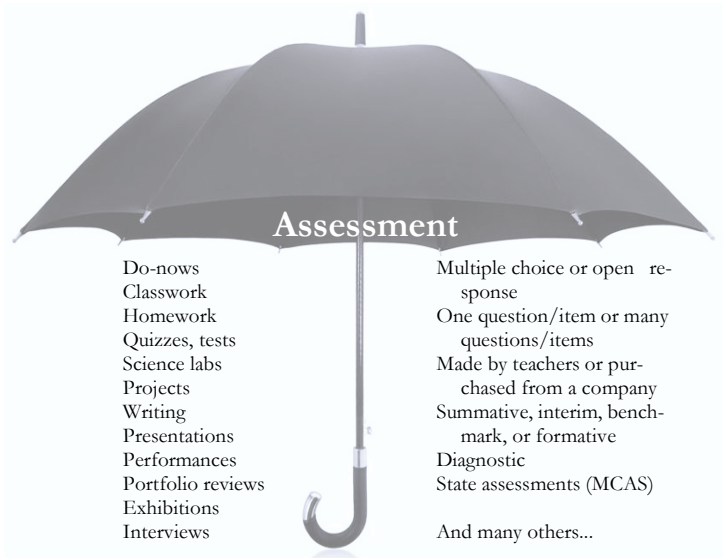 Assessment
Do-nows
Classwork
Homework
Quizzes, tests
Science labs
Projects
Writing
Presentations
Performances
Portfolio reviews
Exhibitions
Interviews
Multiple choice or open re-
sponse
One question/item or many
questions/items
Made by teachers or pur-
chased from a company
Summative, interim, bench-
mark, or formative
Diagnostic
State assessments (MCAS)
And many others...